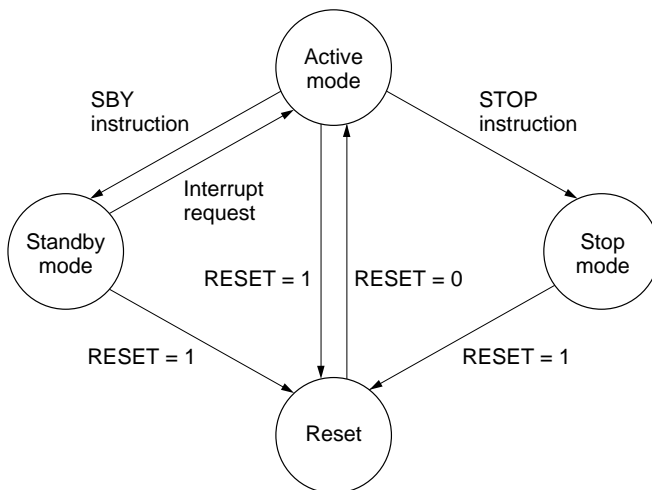 Active
mode
SBY
instruction
STOP
instruction
Interrupt
request
Standby
mode
Stop
mode
RESET = 1
RESET = 0
RESET = 1
RESET = 1
Reset